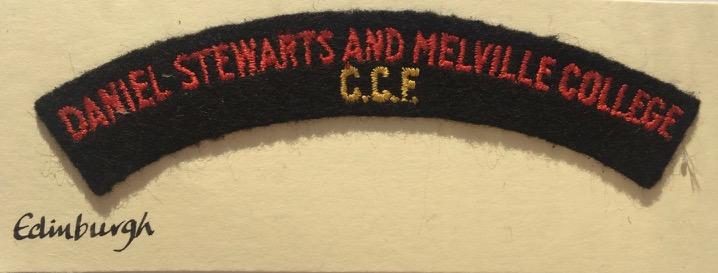 DANIEL STEWARTS AND MELVILLE COLLEGE
C.C.F.
Edinburgh